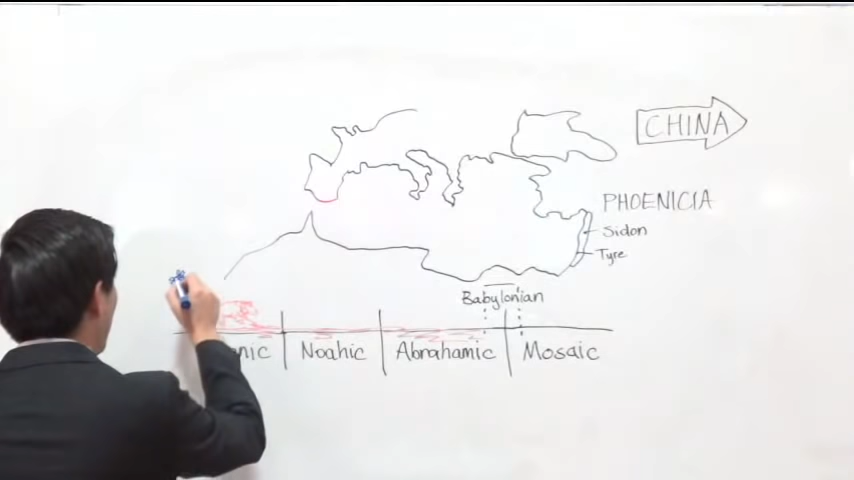 CHINA
PHOENICIA
Sidon
Tyre
Babylonian
Noahic
Abrahamic
Mosaic